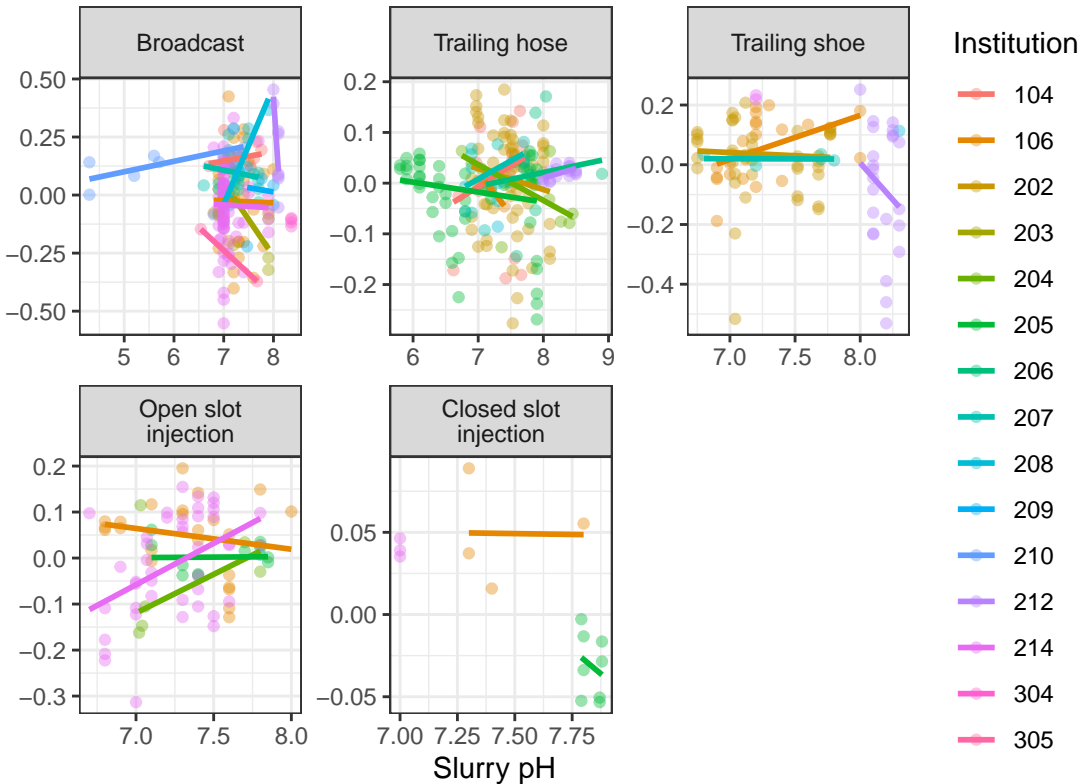 Broadcast
Trailing hose
Trailing shoe
0.50
0.25
0.00
−0.25
−0.50
5 6 7 8
0.2
0.1
0.0
−0.1
−0.2
6 7 8 9
0.2
0.0
−0.2
−0.4
7.0 7.5 8.0
Open slot
injection
0.2
0.1
0.0
−0.1
−0.2
−0.3
7.0 7.5 8.0
Closed slot
injection
0.05
0.00
−0.05
7.00 7.25 7.50 7.75
Slurry pH
Institution
104
106
202
203
204
205
206
207
208
209
210
212
214
304
305